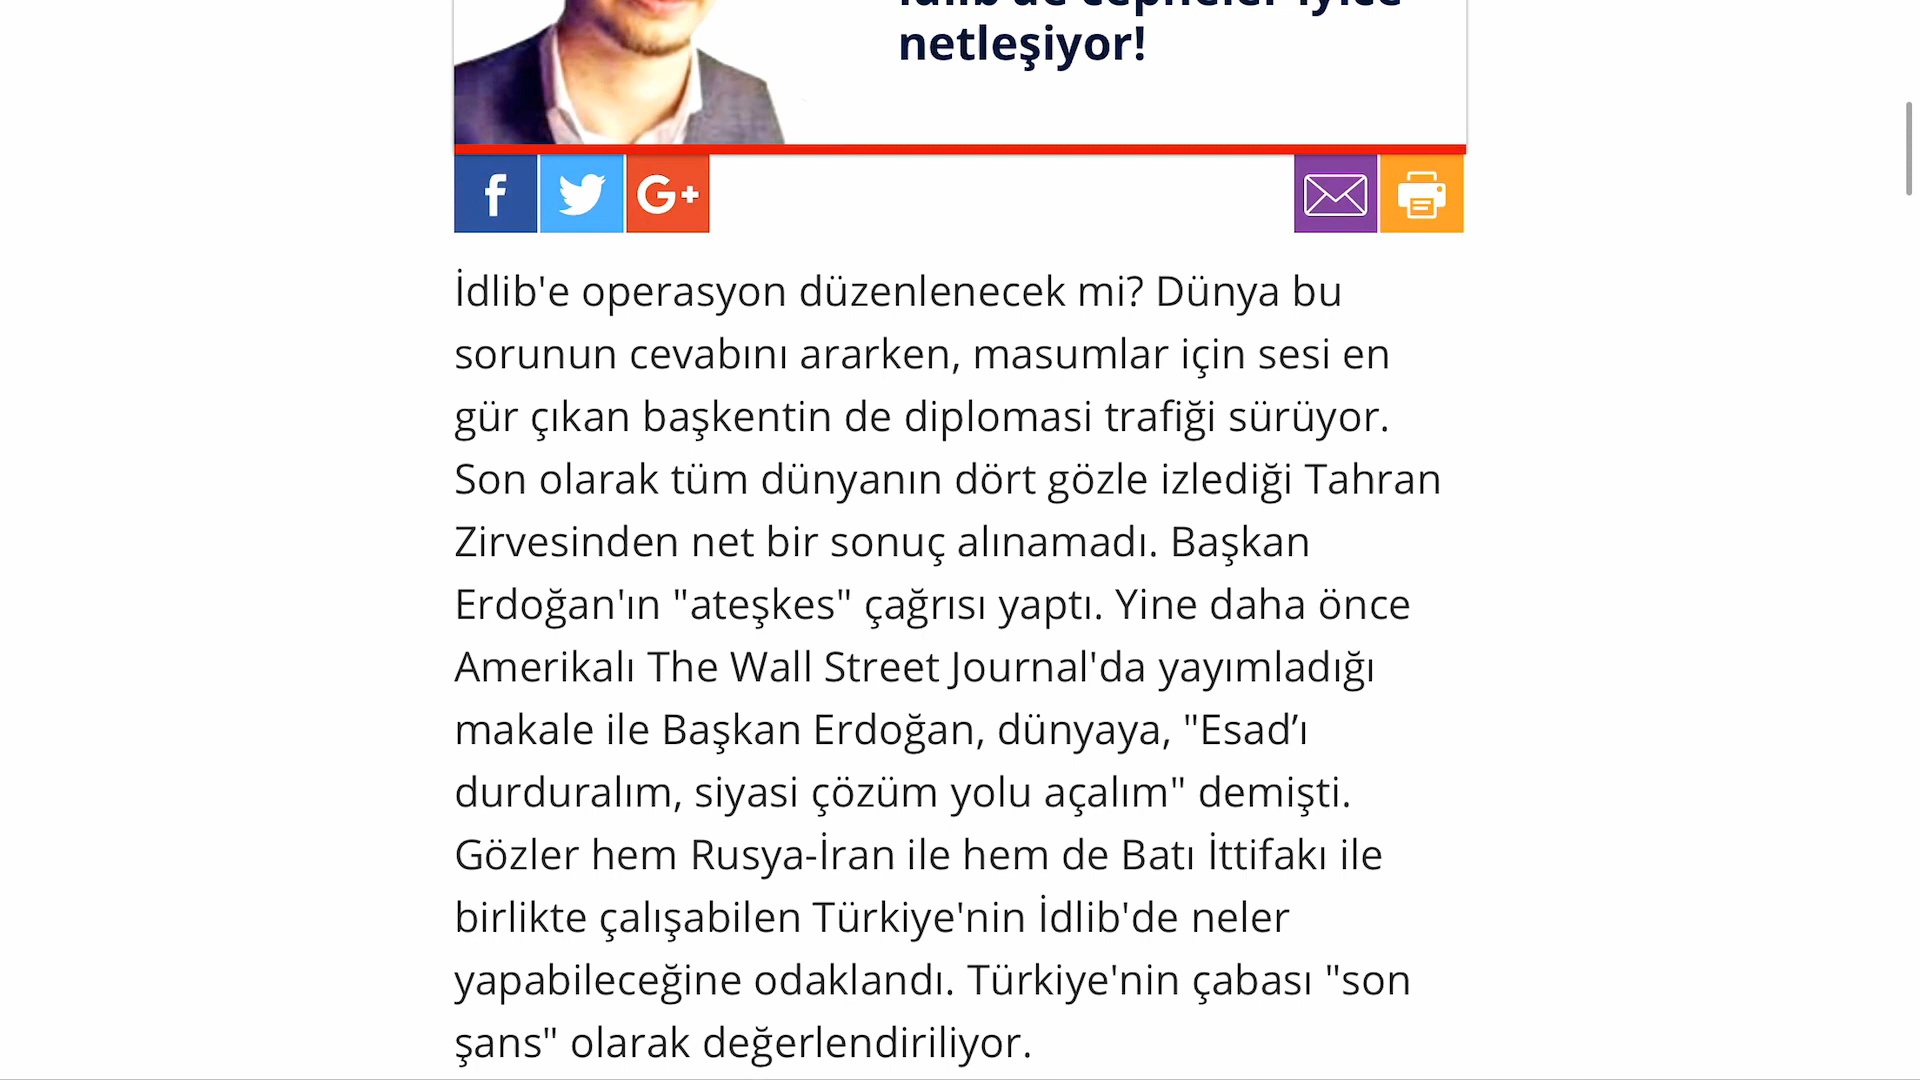 İdlib'de cepheler iyice
netleşiyor!
f
G+
İdlib'e operasyon düzenlenecek mi? Dünya bu
sorunun cevabını ararken, masumlar için sesi en
gür çıkan başkentin de diplomasi trafiği sürüyor.
Son olarak tüm dünyanın dört gözle izlediği Tahran
Zirvesinden net bir sonuç alınamadı. Başkan
Erdoğan'ın "ateşkes" çağrısı yaptı. Yine daha önce
Amerikalı The Wall Street Journal'da yayımladığı
makale ile Başkan Erdoğan, dünyaya, "Esad’ı
durduralım, siyasi çözüm yolu açalım" demişti.
Gözler hem Rusya-İran ile hem de Batı İttifakı ile
birlikte çalışabilen Türkiye'nin İdlib'de neler
yapabileceğine odaklandı. Türkiye'nin çabası "son
şans" olarak değerlendiriliyor.